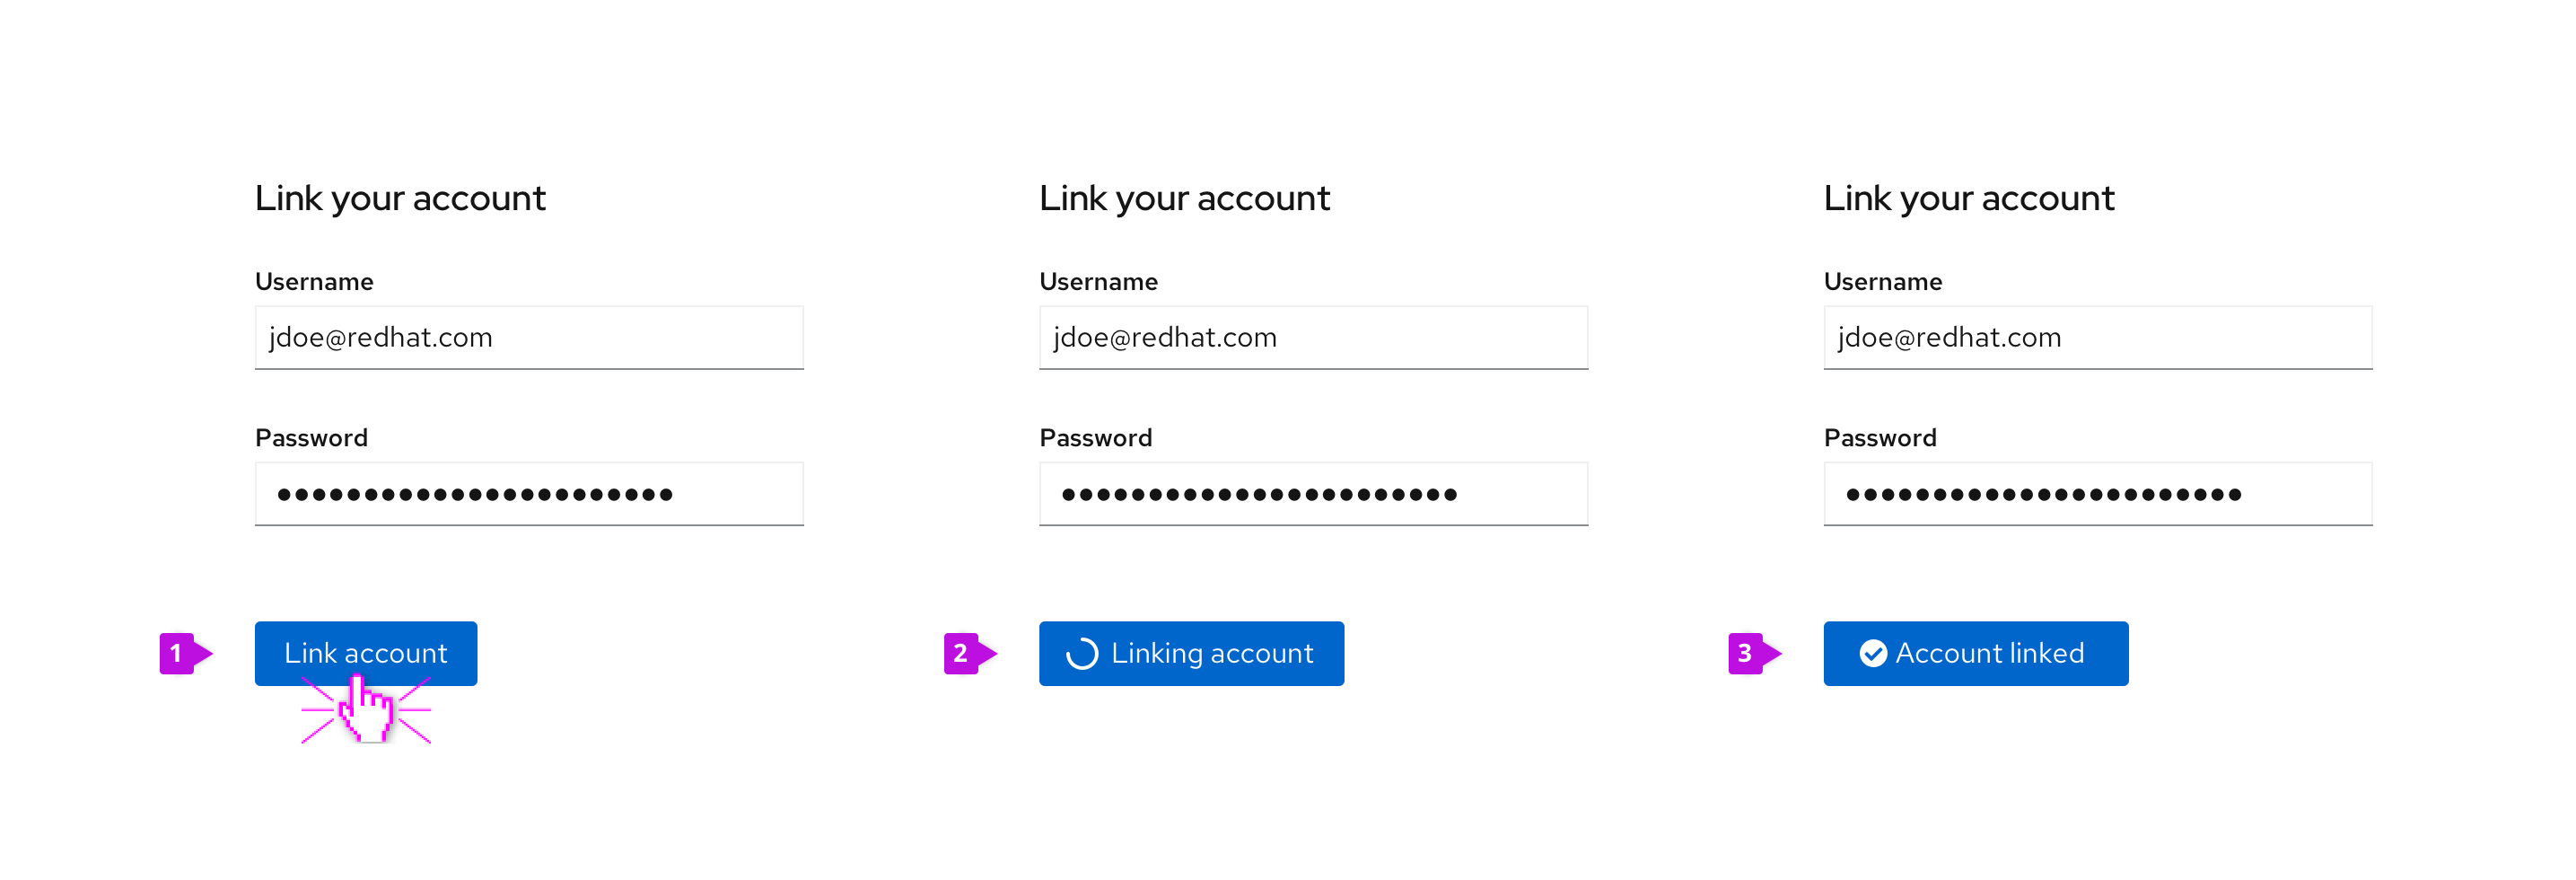 Link your account
Username
jdoe@redhat.com
Password
●●●●●●●●●●●●●●●●●●●●●●●
1
Link account
Link your account
Username
jdoe@redhat.com
Password
●●●●●●●●●●●●●●●●●●●●●●●
2
Linking account
Link your account
Username
jdoe@redhat.com
Password
●●●●●●●●●●●●●●●●●●●●●●●
3
Account linked